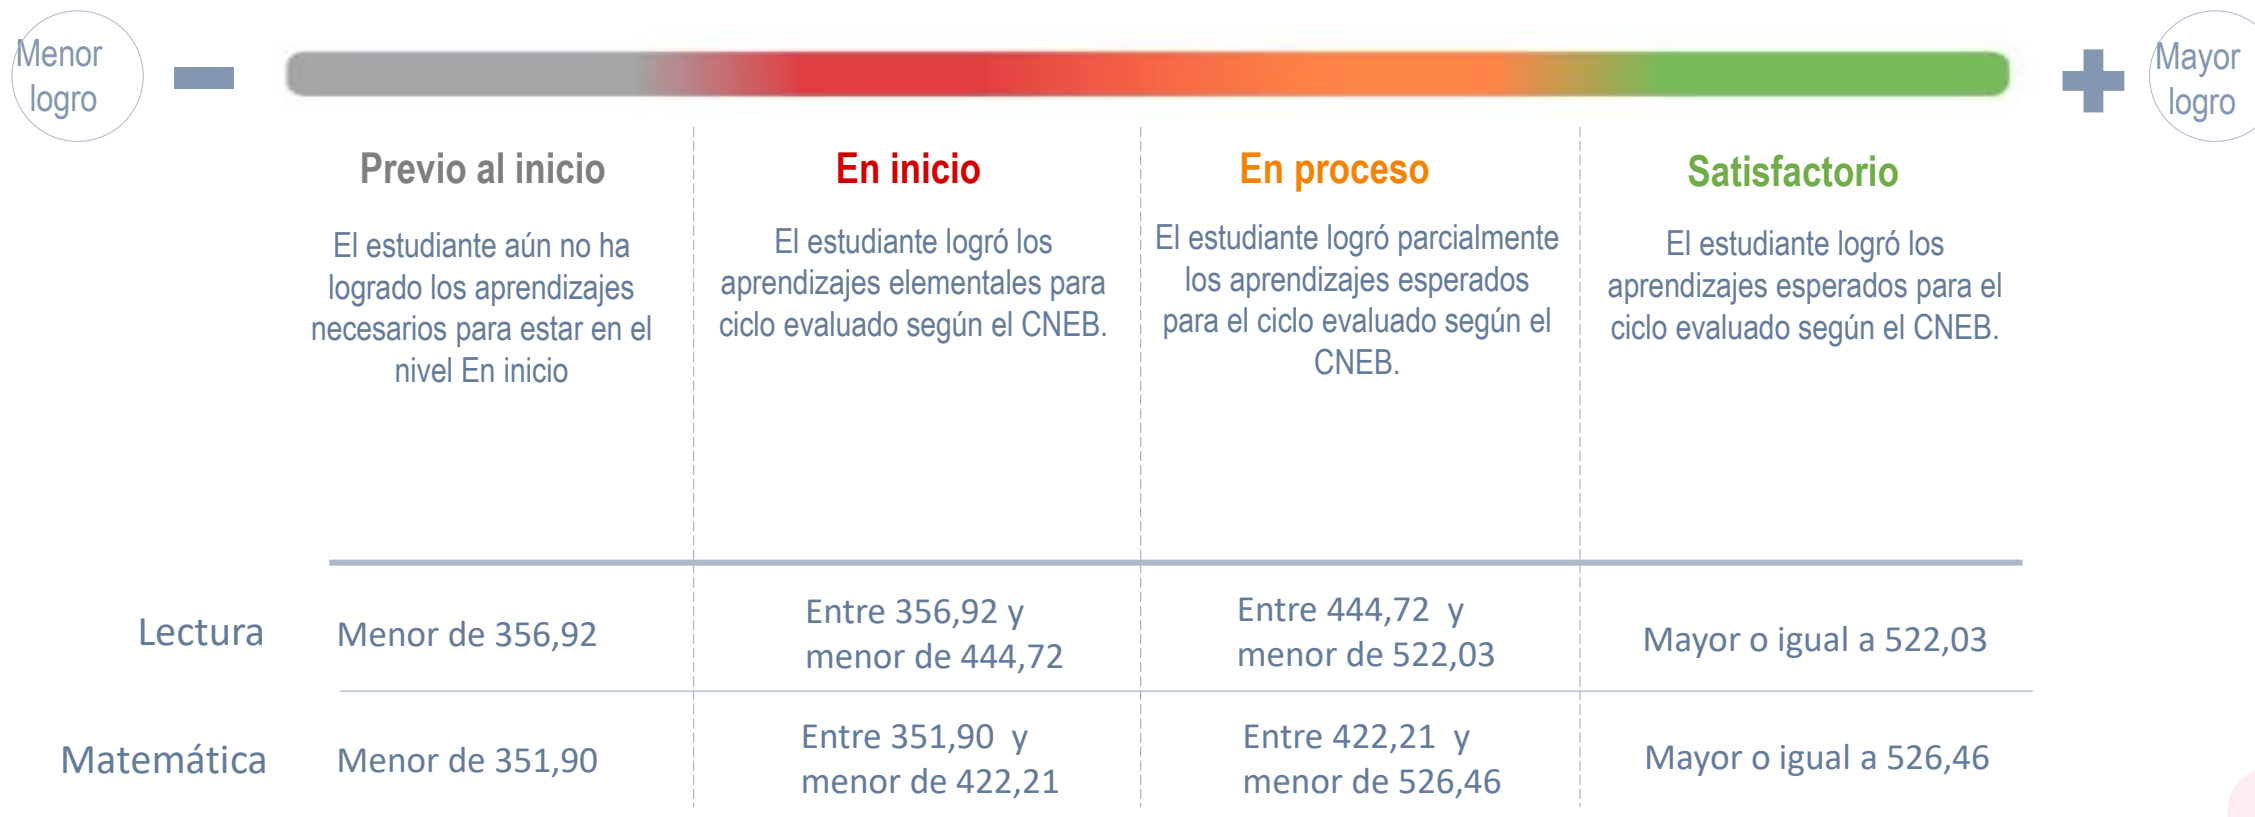 Menor
logro
Mayor
logro
Previo al inicio
El estudiante aún no ha
logrado los aprendizajes
necesarios para estar en el
nivel En inicio
En inicio
El estudiante logró los
aprendizajes elementales para
ciclo evaluado según el CNEB.
En proceso
El estudiante logró parcialmente
los aprendizajes esperados
para el ciclo evaluado según el
CNEB.
Satisfactorio
El estudiante logró los
aprendizajes esperados para el
ciclo evaluado según el CNEB.
Lectura
Menor de 356,92
Entre 356,92 y
menor de 444,72
Entre 444,72 y
menor de 522,03
Mayor o igual a 522,03
Matemática
Menor de 351,90
Entre 351,90 y
menor de 422,21
Entre 422,21 y
menor de 526,46
Mayor o igual a 526,46